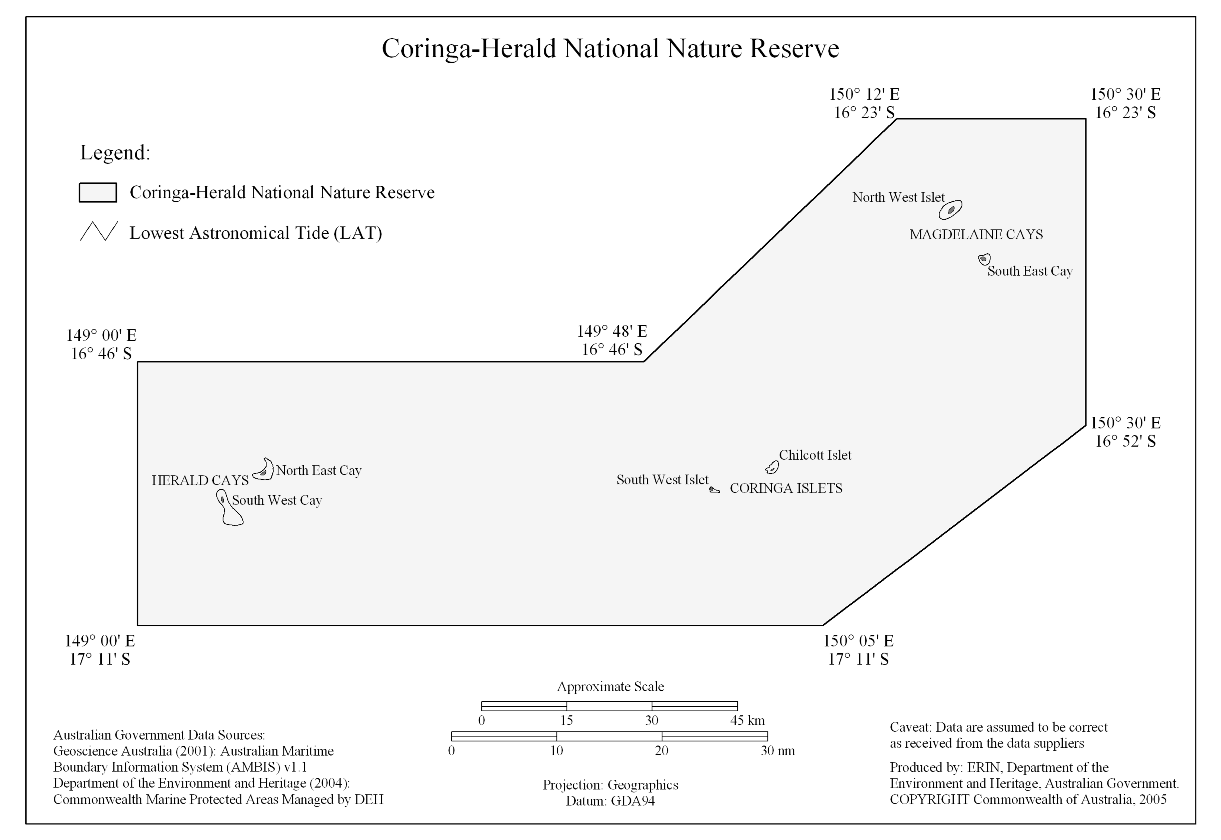 Coringa-Herald National Nature Reserve
150° 12' E
16° 23' S
150° 30' E
16° 23' S
Legend:
Coringa-Herald National Nature Reserve
Lowest Astronomical Tide (LAT)
North West Islet
MAGDELAINE CAYS
South East Cay
149° 00' E
16° 46' S
149° 48' E
16° 46' S
150° 30' E
16° 52' S
HERALD CAYS
North East Cay
South West Cay
Chilcott Islet
South West Islet
CORINGA ISLETS
149° 00' E
17° 11' S
150° 05' E
17° 11' S
Approximate Scale
0 15 30 45 km
0 10 20 30 nm
Projection: Geographics
Datum: GDA94
Australian Government Data Sources:
Geoscience Australia (2001): Australian Maritime
Boundary Information System (AMBIS) v1.1
Department of the Environment and Heritage (2004):
Commonwealth Marine Protected Areas Managed by DEH
Caveat: Data are assumed to be correct
as received from the data suppliers
Produced by: ERIN, Department of the
Environment and Heritage, Australian Government.
COPYRIGHT Commonwealth of Australia, 2005